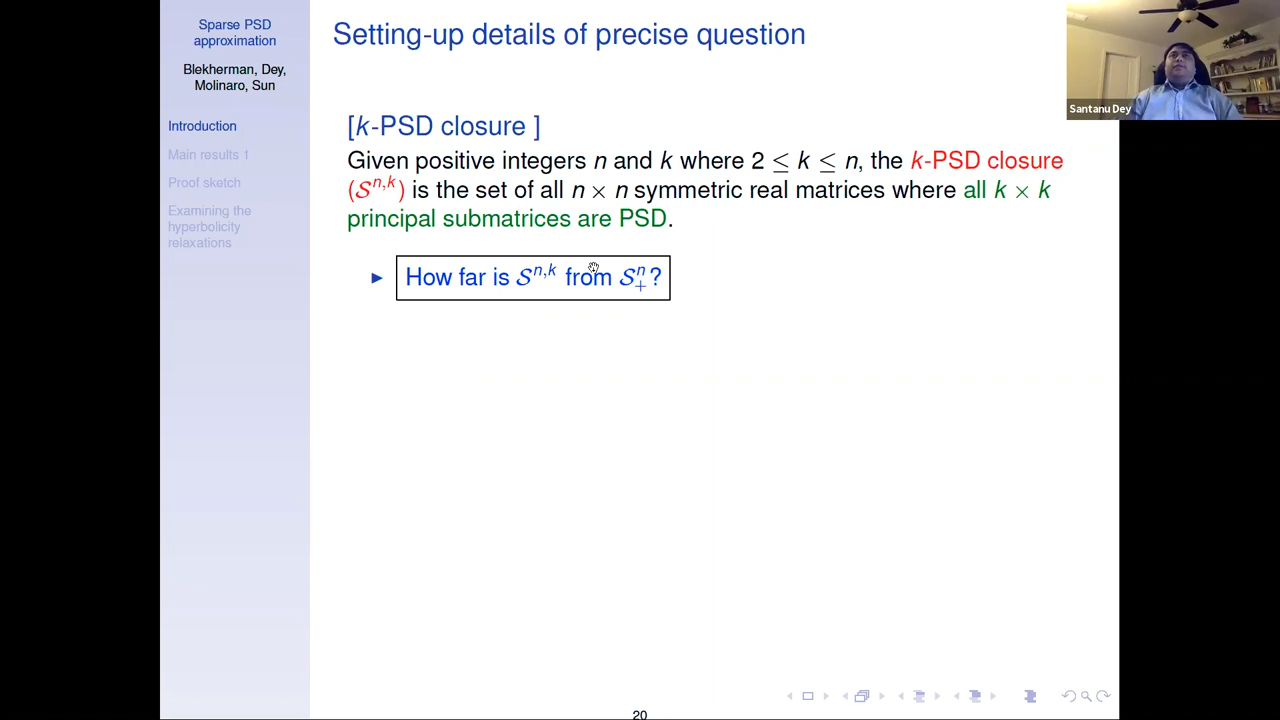 Sparse PSD
approximation
Blekherman, Dey,
Molinaro, Sun
Introduction
Main results 1
Proof sketch
Examining the
hyperbolicity
relaxations
Setting-up details of precise question
[k-PSD closure ]
Given positive integers n and k where 2 ≤ k ≤ n, the k-PSD closure
(𝒮^{n,k}) is the set of all n × n symmetric real matrices where all k × k
principal submatrices are PSD.
► How far is 𝒮^{n,k} from 𝒮^n_+?
Santanu Dey
20